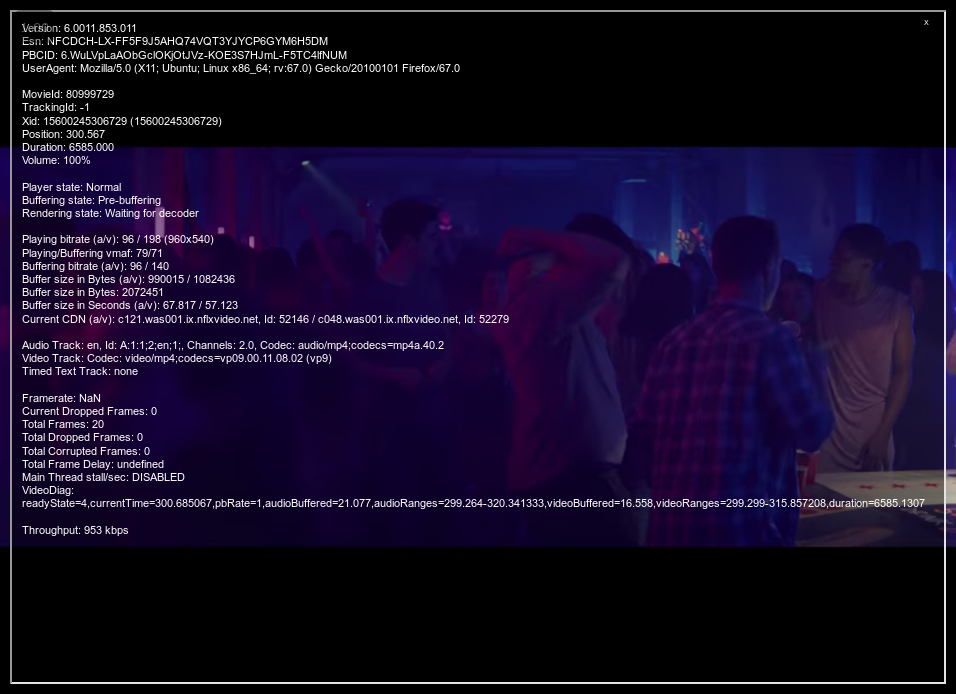 Version: 6.0011.853.011
x
Esn: NFCDCH-LX-FF5F9J5AHQ74VQT3YJYCP6GYM6H5DM
PBCID: 6.WuLVpLaAObGclOKjOtJVz-KOE3S7HJmL-F5TC4lfNUM
UserAgent: Mozilla/5.0 (X11; Ubuntu; Linux x86_64; rv:67.0) Gecko/20100101 Firefox/67.0
MovieId: 80999729
TrackingId: -1
Xid: 15600245306729 (15600245306729)
Position: 300.567
Duration: 6585.000
Volume: 100%
Player state: Normal
Buffering state: Pre-buffering
Rendering state: Waiting for decoder
Playing bitrate (a/v): 96 / 198 (960x540)
Playing/Buffering vmaf: 79/71
Buffering bitrate (a/v): 96 / 140
Buffer size in Bytes (a/v): 990015 / 1082436
Buffer size in Bytes: 2072451
Buffer size in Seconds (a/v): 67.817 / 57.123
Current CDN (a/v): c121.was001.ix.nflxvideo.net, Id: 52146 / c048.was001.ix.nflxvideo.net, Id: 52279
Audio Track: en, Id: A:1:1;2;en;1;, Channels: 2.0, Codec: audio/mp4;codecs=mp4a.40.2
Video Track: Codec: video/mp4;codecs=vp09.00.11.08.02 (vp9)
Timed Text Track: none
Framerate: NaN
Current Dropped Frames: 0
Total Frames: 20
Total Dropped Frames: 0
Total Corrupted Frames: 0
Total Frame Delay: undefined
Main Thread stall/sec: DISABLED
VideoDiag:
readyState=4,currentTime=300.685067,pbRate=1,audioBuffered=21.077,audioRanges=299.264-320.341333,videoBuffered=16.558,videoRanges=299.299-315.857208,duration=6585.1307
Throughput: 953 kbps